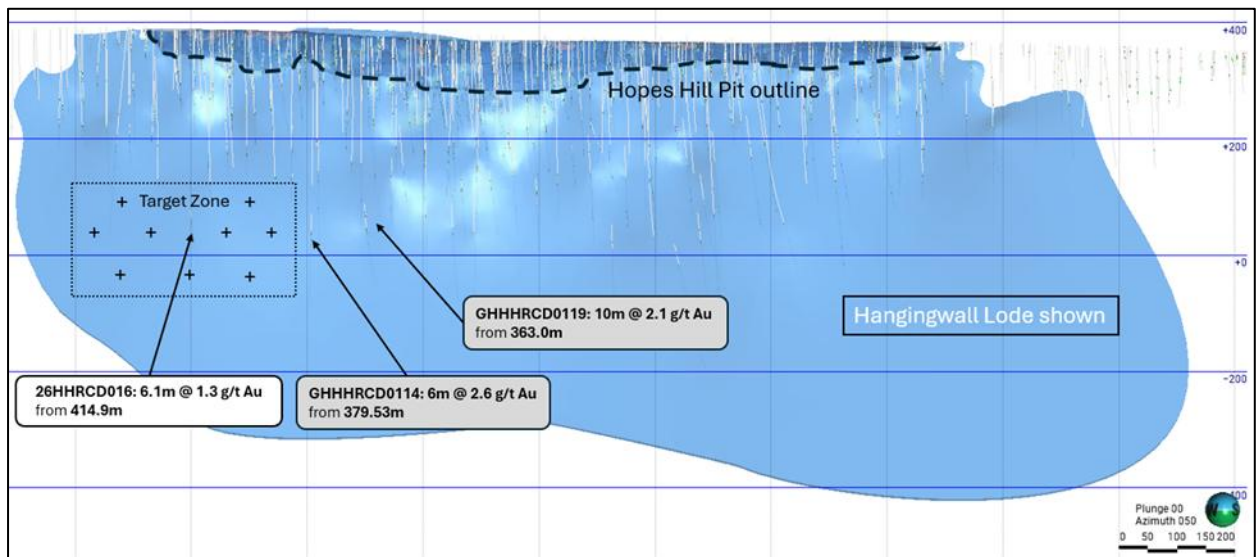 +400
Hopes Hill Pit outline
+200
Target Zone
+0
GHHHRCD0119: 10m @ 2.1 g/t Au
from 363.0m
Hangingwall Lode shown
-200
26HHRCD016: 6.1m @ 1.3 g/t Au
from 414.9m
GHHHRCD0114: 6m @ 2.6 g/t Au
from 379.53m
-400
Plunge 00
Azimuth 050
N S
0 50 100 150 200